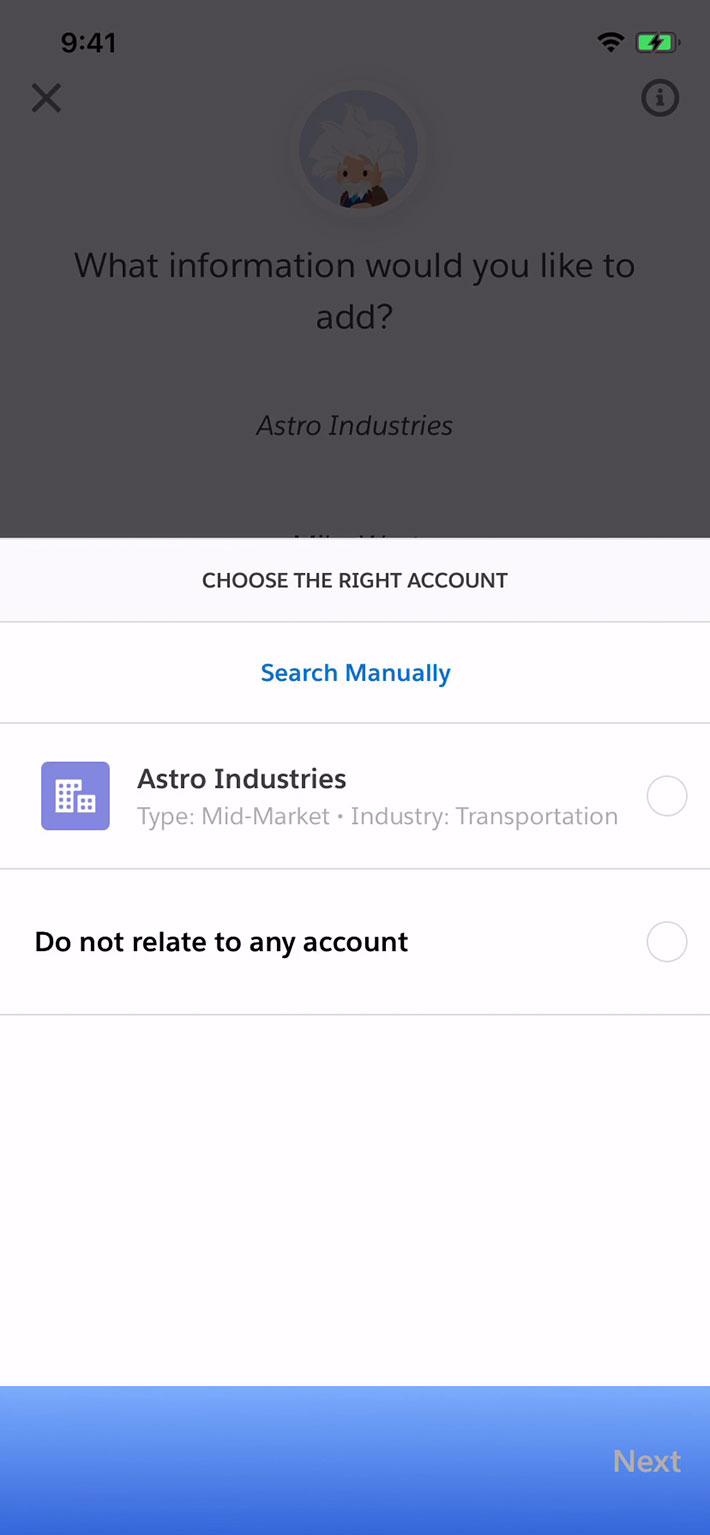 9:41
What information would you like to
add?
Astro Industries
CHOOSE THE RIGHT ACCOUNT
Search Manually
Astro Industries
Type: Mid-Market • Industry: Transportation
Do not relate to any account
Next